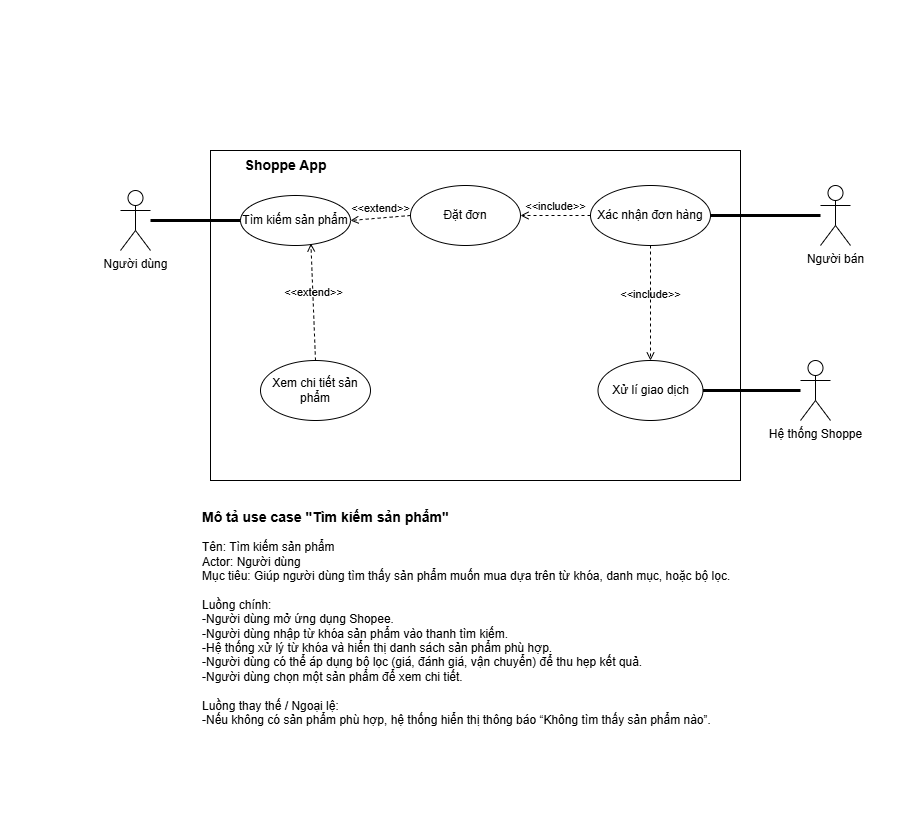 Shoppe App
Tìm kiếm sản phẩm
<<extend>>
Đặt đơn
<<include>>
Xác nhận đơn hàng
Người dùng
Người bán
<<extend>>
<<include>>
Xem chi tiết sản
phẩm
Xử lí giao dịch
Hệ thống Shoppe
Mô tả use case "Tìm kiếm sản phẩm"
Tên: Tìm kiếm sản phẩm
Actor: Người dùng
Mục tiêu: Giúp người dùng tìm thấy sản phẩm muốn mua dựa trên từ khóa, danh mục, hoặc bộ lọc.
Luồng chính:
-Người dùng mở ứng dụng Shopee.
-Người dùng nhập từ khóa sản phẩm vào thanh tìm kiếm.
-Hệ thống xử lý từ khóa và hiển thị danh sách sản phẩm phù hợp.
-Người dùng có thể áp dụng bộ lọc (giá, đánh giá, vận chuyển) để thu hẹp kết quả.
-Người dùng chọn một sản phẩm để xem chi tiết.
Luồng thay thế / Ngoại lệ:
-Nếu không có sản phẩm phù hợp, hệ thống hiển thị thông báo “Không tìm thấy sản phẩm nào”.